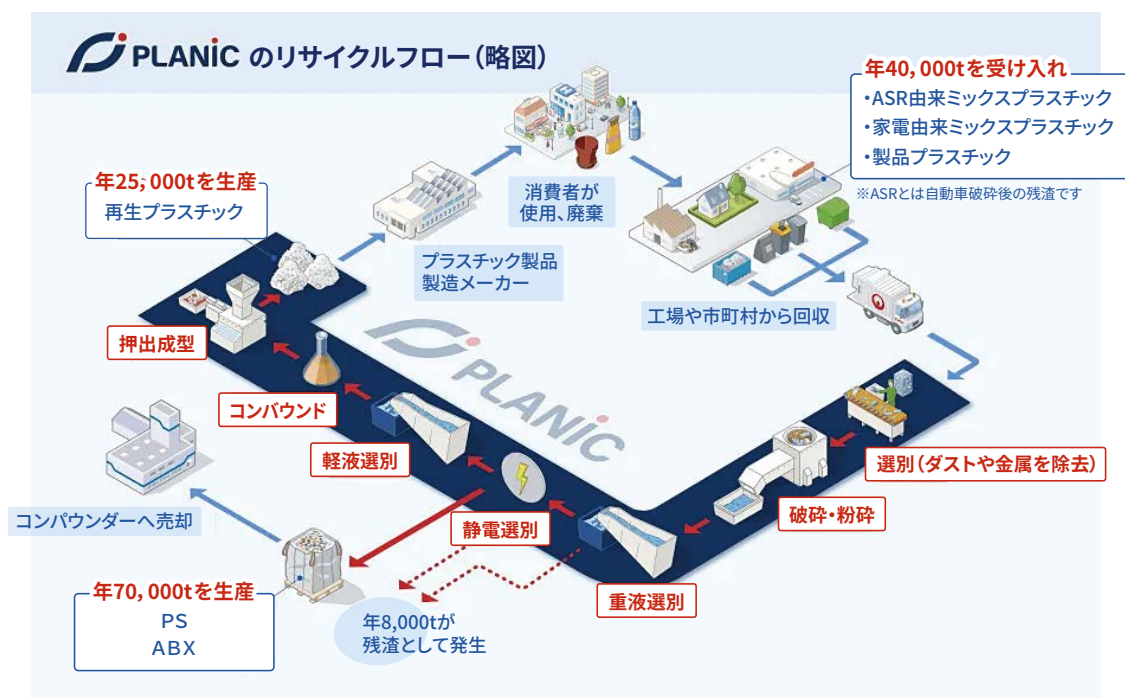 PLANIC のリサイクルフロー（略図）
年40,000tを受け入れ
・ASR由来ミックスプラスチック
・家電由来ミックスプラスチック
・製品プラスチック
※ASRとは自動車破砕後の残渣です
年25,000tを生産
再生プラスチック
消費者が
使用、廃棄
プラスチック製品
製造メーカー
工場や市町村から回収
PLANIC
押出成型
コンバウンド
軽液選別
静電選別
重液選別
破砕・粉砕
選別（ダストや金属を除去）
コンパウンダーへ売却
年70,000tを生産
PS
ABX
年8,000tが
残渣として発生